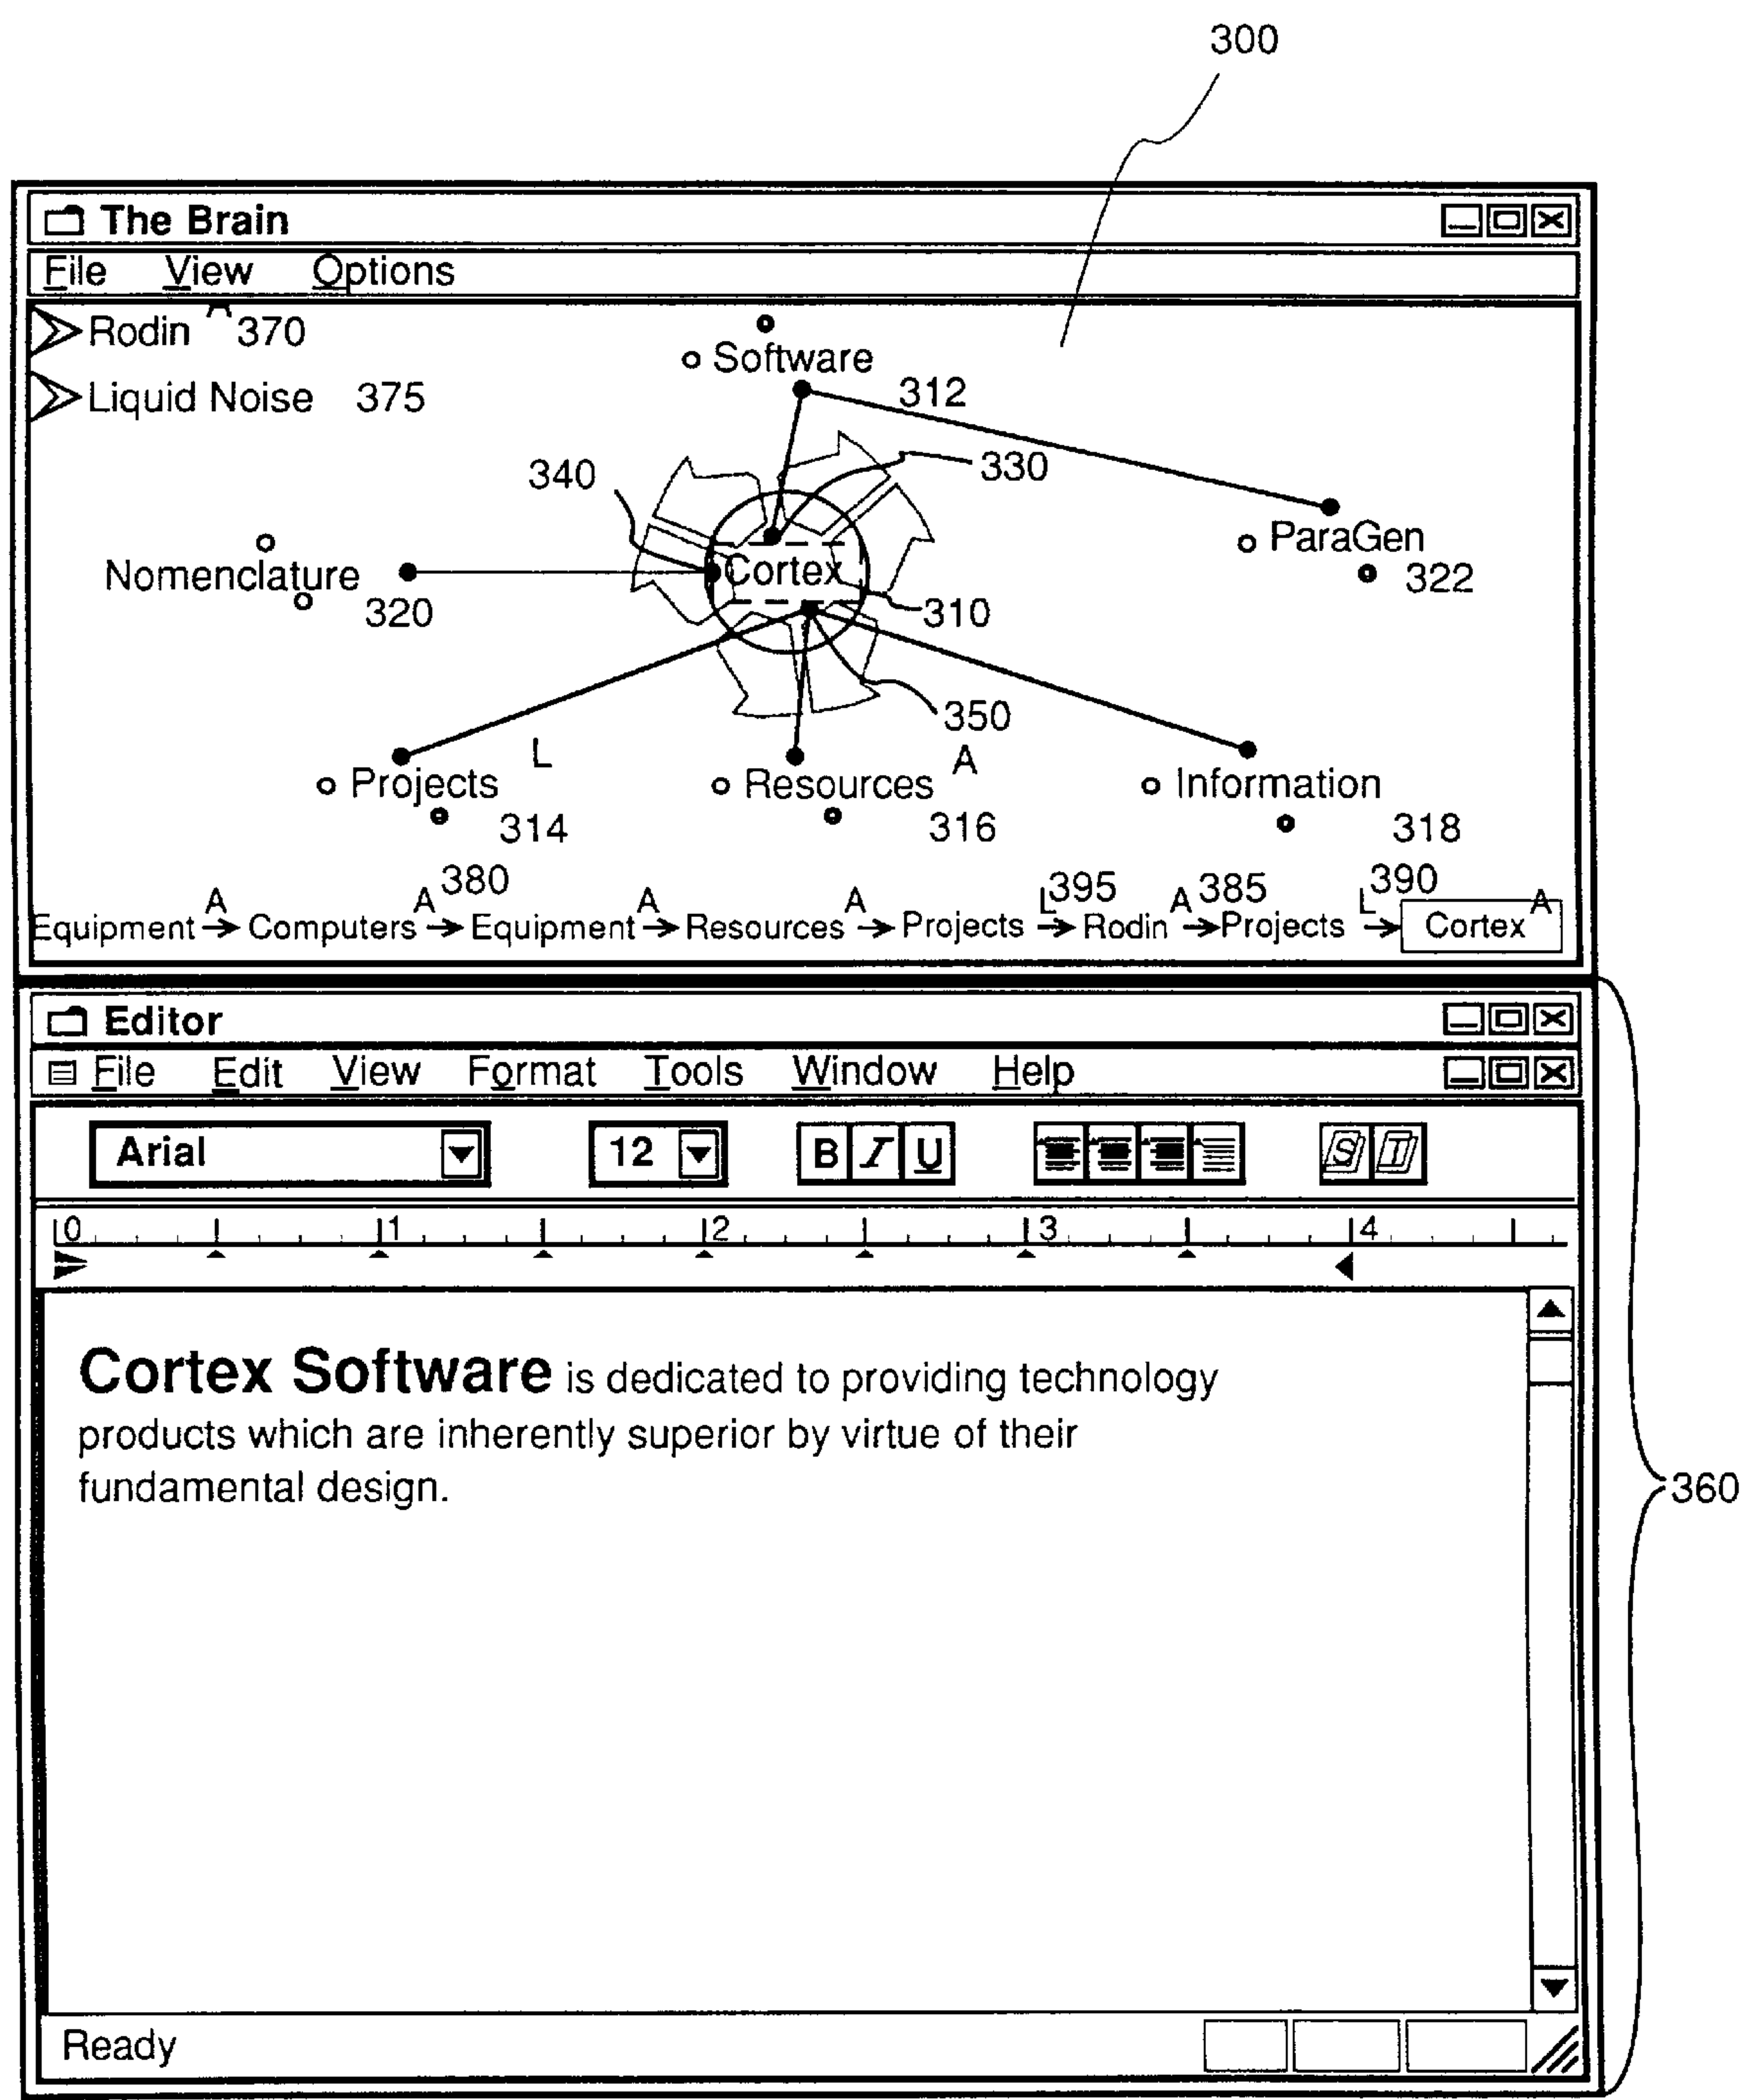 300
The Brain
File View Options
Rodin A 370
Software
Liquid Noise 375
312
340
330
Nomenclature
Cortex
ParaGen
320
322
310
350
L
A
Projects
Resources
Information
314
316
318
A A 380 A A L 395 A 385 L 390 A
Equipment → Computers → Equipment → Resources → Projects → Rodin → Projects → Cortex
Editor
File Edit View Format Tools Window Help
Arial 12 B I U S T
0 1 2 3 4
Cortex Software is dedicated to providing technology
products which are inherently superior by virtue of their
fundamental design.
360
Ready